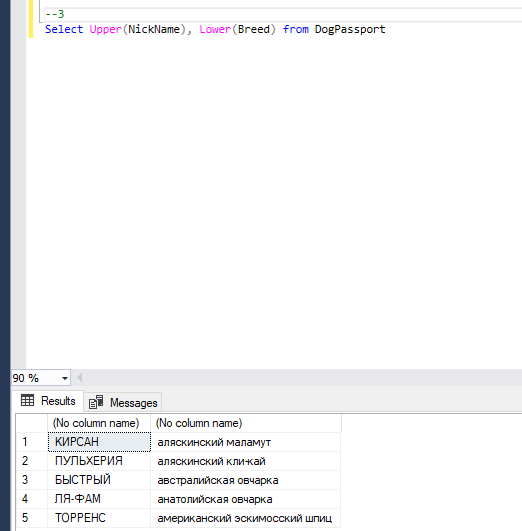 --3
Select Upper(NickName), Lower(Breed) from DogPassport
90 %
Results Messages
(No column name) (No column name)
1 КИРСАН аляскинский маламут
2 ПУЛЬХЕРИЯ аляскинский кли-кай
3 БЫСТРЫЙ австралийская овчарка
4 ЛЯ-ФАМ анатолийская овчарка
5 ТОРРЕНС американский эскимосский шпиц